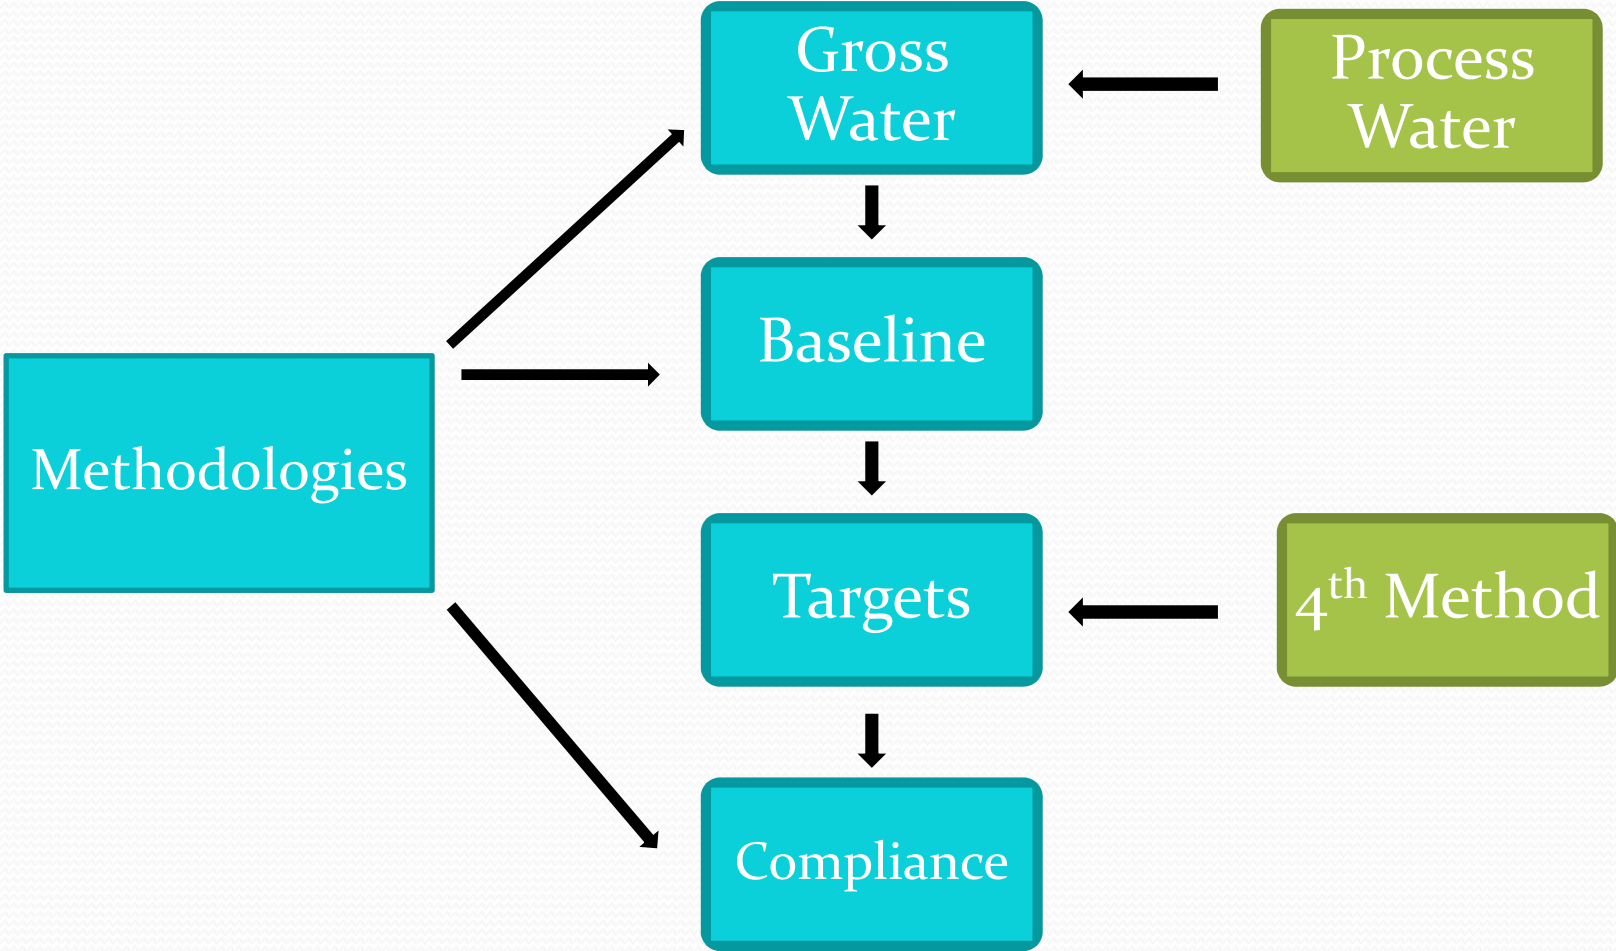 Gross
Water
Process
Water
Baseline
Methodologies
Targets
4th Method
Compliance